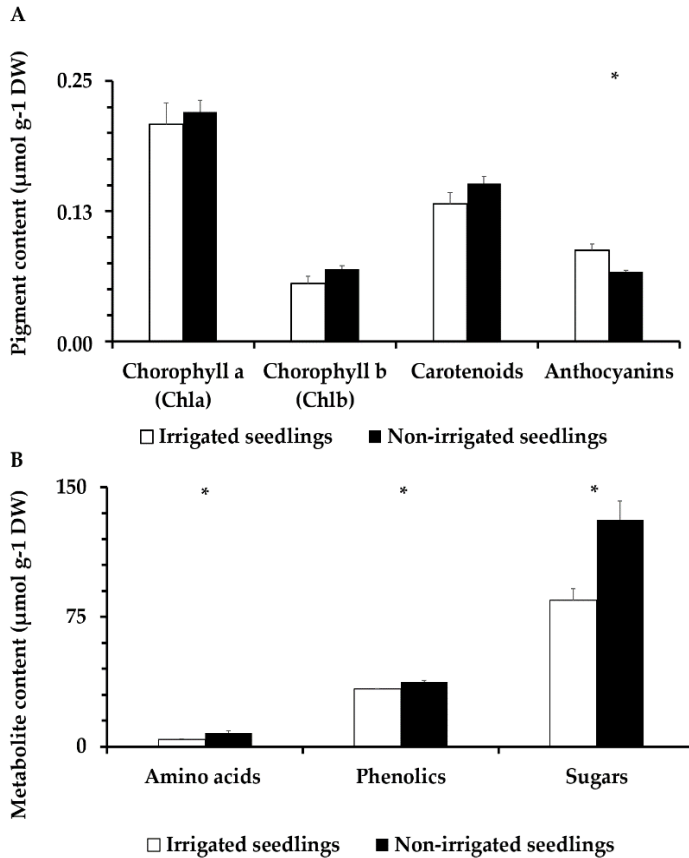 A
Pigment content (µmol g-1 DW)
0.25
0.13
0.00
*
Chorophyll a
(Chla)
Chorophyll b
(Chlb)
Carotenoids
Anthocyanins
Irrigated seedlings
Non-irrigated seedlings
B
Metabolite content (µmol g-1 DW)
150
75
0
*
*
*
Amino acids
Phenolics
Sugars
Irrigated seedlings
Non-irrigated seedlings